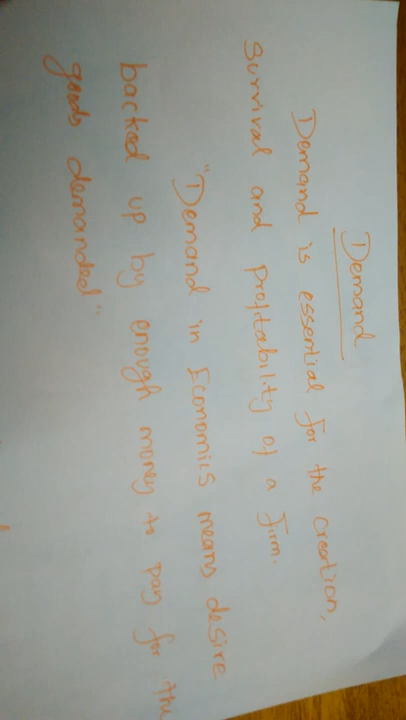 Demand
Demand is essential for the creation,
survival and profitability of a firm.
"Demand in Economics means desire
backed up by enough money to pay for the
goods demanded"